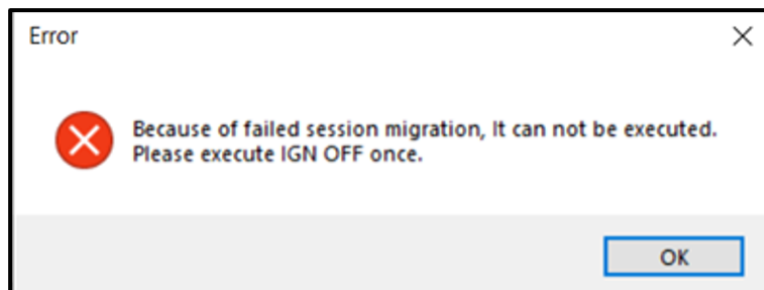 Error
Because of failed session migration, It can not be executed.
Please execute IGN OFF once.
OK